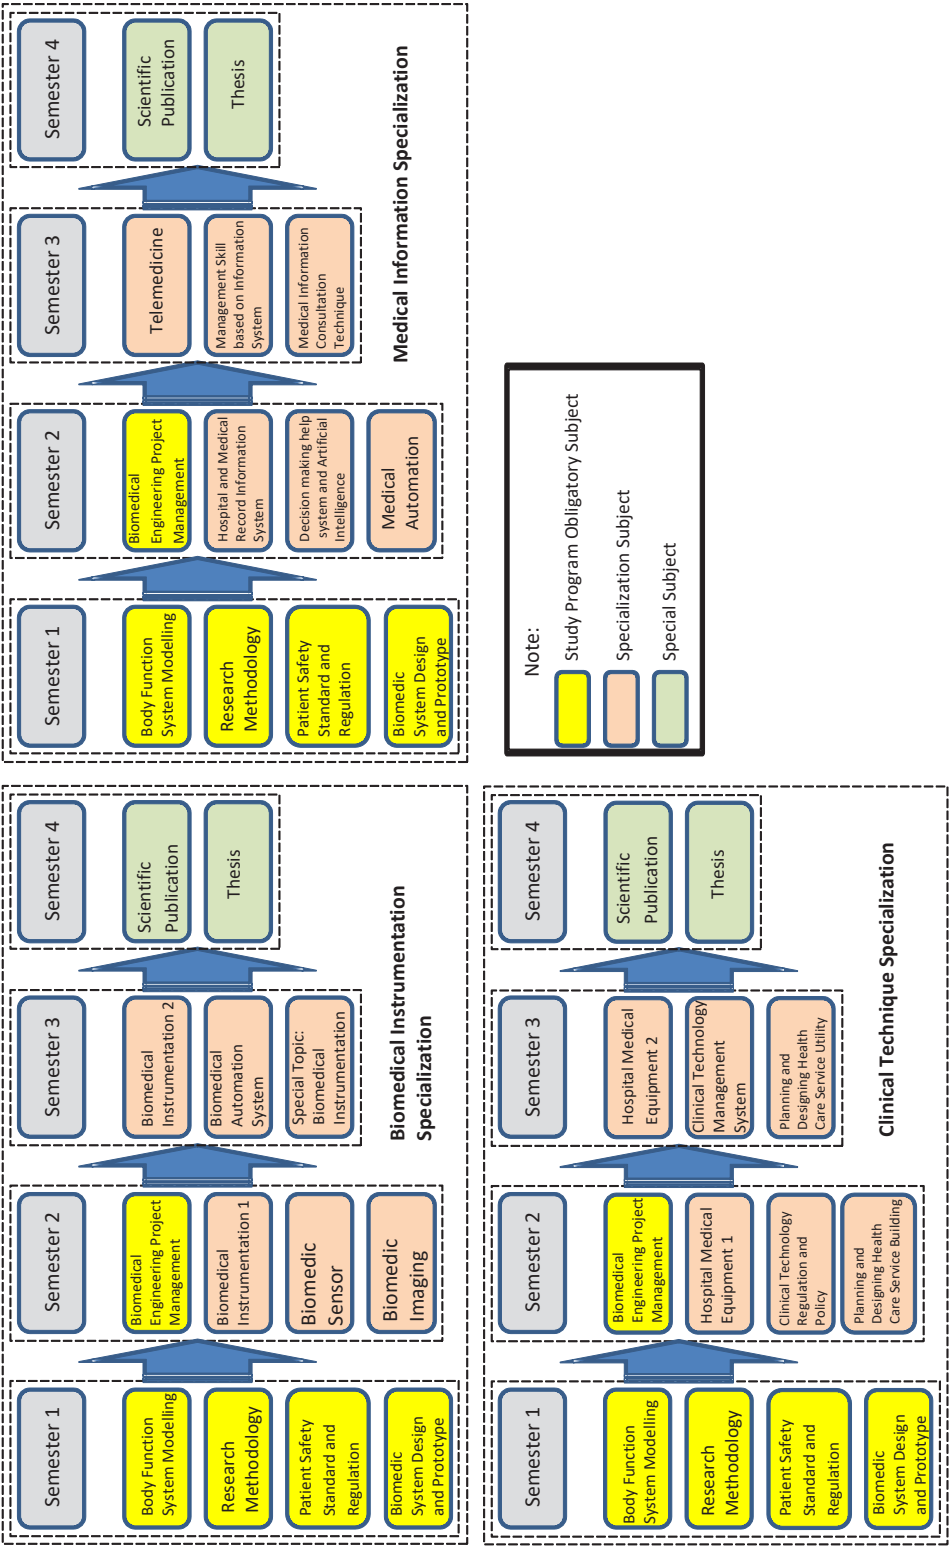 Semester 1
Body Function
System Modelling
Research
Methodology
Patient Safety
Standard and
Regulation
Biomedic
System Design
and Prototype
Semester 2
Biomedical
Engineering Project
Management
Biomedical
Instrumentation 1
Biomedic
Sensor
Biomedic
Imaging
Semester 3
Biomedical
Instrumentation 2
Biomedical
Automation
System
Special Topic:
Biomedical
Instrumentation
Semester 4
Scientific
Publication
Thesis
Biomedical Instrumentation
Specialization
Semester 1
Body Function
System Modelling
Research
Methodology
Patient Safety
Standard and
Regulation
Biomedic
System Design
and Prototype
Semester 2
Biomedical
Engineering Project
Management
Hospital and Medical
Record Information
System
Decision making help
system and Artificial
Intelligence
Medical
Automation
Semester 3
Telemedicine
Management Skill
based on Information
System
Medical Information
Consultation
Technique
Semester 4
Scientific
Publication
Thesis
Medical Information Specialization
Semester 1
Body Function
System Modelling
Research
Methodology
Patient Safety
Standard and
Regulation
Biomedic
System Design
and Prototype
Semester 2
Biomedical
Engineering Project
Management
Hospital Medical
Equipment 1
Clinical Technology
Regulation and
Policy
Planning and
Designing Health
Care Service Building
Semester 3
Hospital Medical
Equipment 2
Clinical Technology
Management
System
Planning and
Designing Health
Care Service Utility
Semester 4
Scientific
Publication
Thesis
Clinical Technique Specialization
Note:
Study Program Obligatory Subject
Specialization Subject
Special Subject